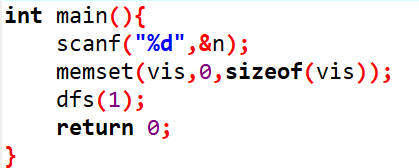 int main(){
    scanf("%d",&n);
    memset(vis,0,sizeof(vis));
    dfs(1);
    return 0;
}